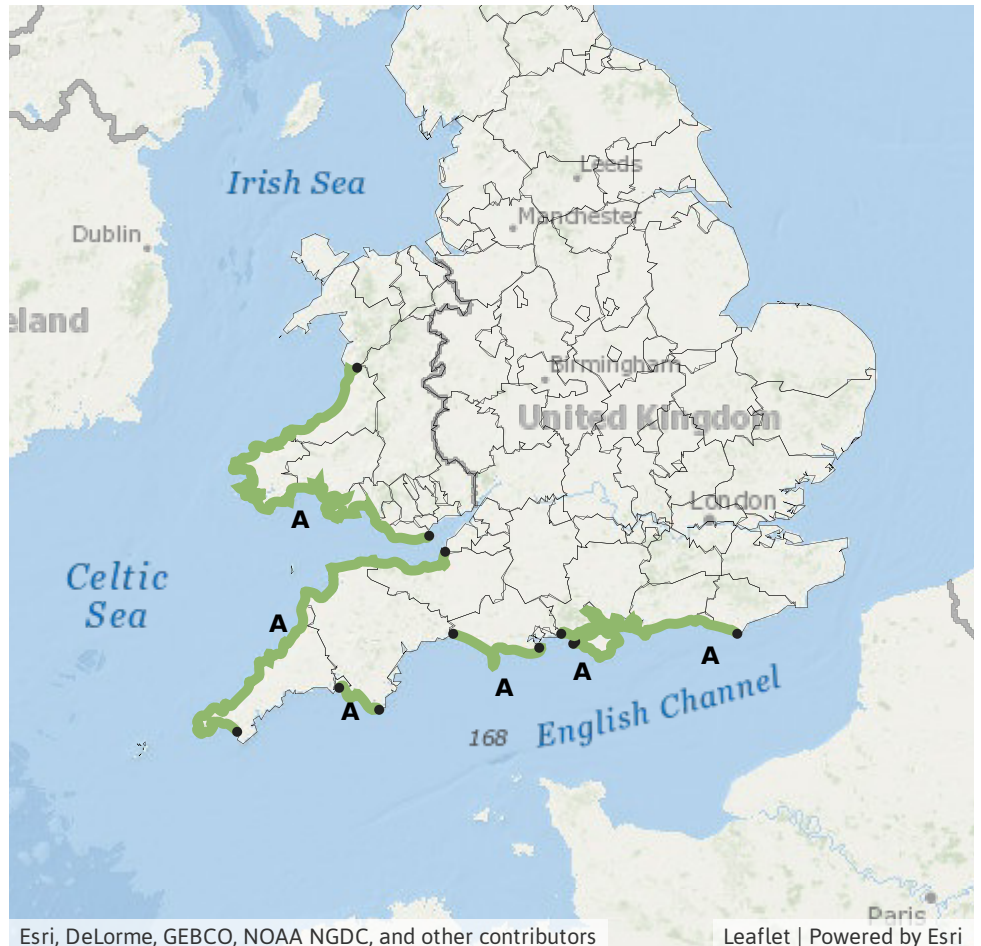 Leeds
Irish Sea
Manchester
Dublin
eland
Birmingham
United Kingdom
London
A
Celtic
Sea
A
A
A
A
A
English Channel
168
Paris
Esri, DeLorme, GEBCO, NOAA NGDC, and other contributors
Leaflet | Powered by Esri